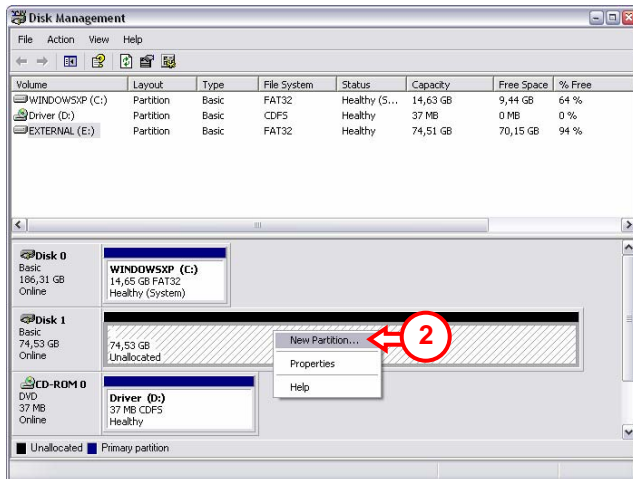 Disk Management
File Action View Help
Volume Layout Type File System Status Capacity Free Space % Free
WINDOWSXP (C:) Partition Basic FAT32 Healthy (S... 14,63 GB 9,44 GB 64 %
Driver (D:) Partition Basic CDFS Healthy 37 MB 0 MB 0 %
EXTERNAL (E:) Partition Basic FAT32 Healthy 74,51 GB 70,15 GB 94 %
Disk 0
Basic
186,31 GB
Online
WINDOWSXP (C:)
14,65 GB FAT32
Healthy (System)
Disk 1
Basic
74,53 GB
Online
74,53 GB
Unallocated
New Partition...
Properties
Help
2
CD-ROM 0
DVD
37 MB
Online
Driver (D:)
37 MB CDFS
Healthy
Unallocated Primary partition